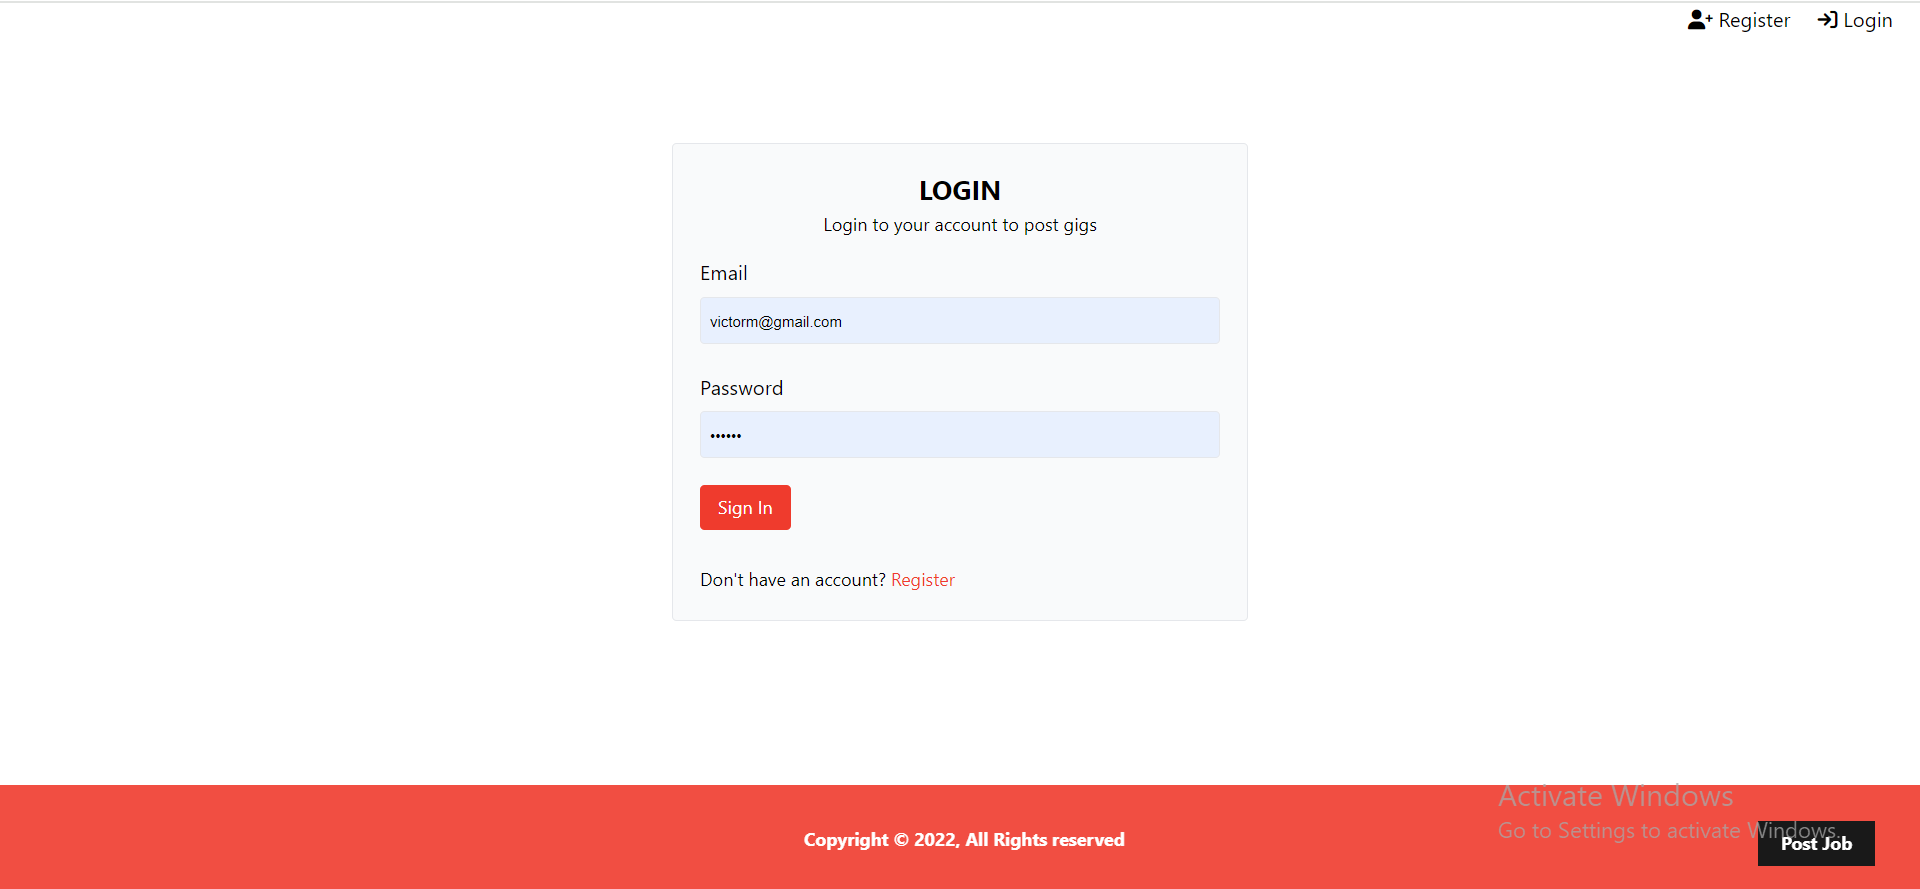 Register Login
LOGIN
Login to your account to post gigs
Email
victorm@gmail.com
Password
••••••
Sign In
Don't have an account? Register
Activate Windows
Go to Settings to activate Windows.
Copyright © 2022, All Rights reserved
Post Job